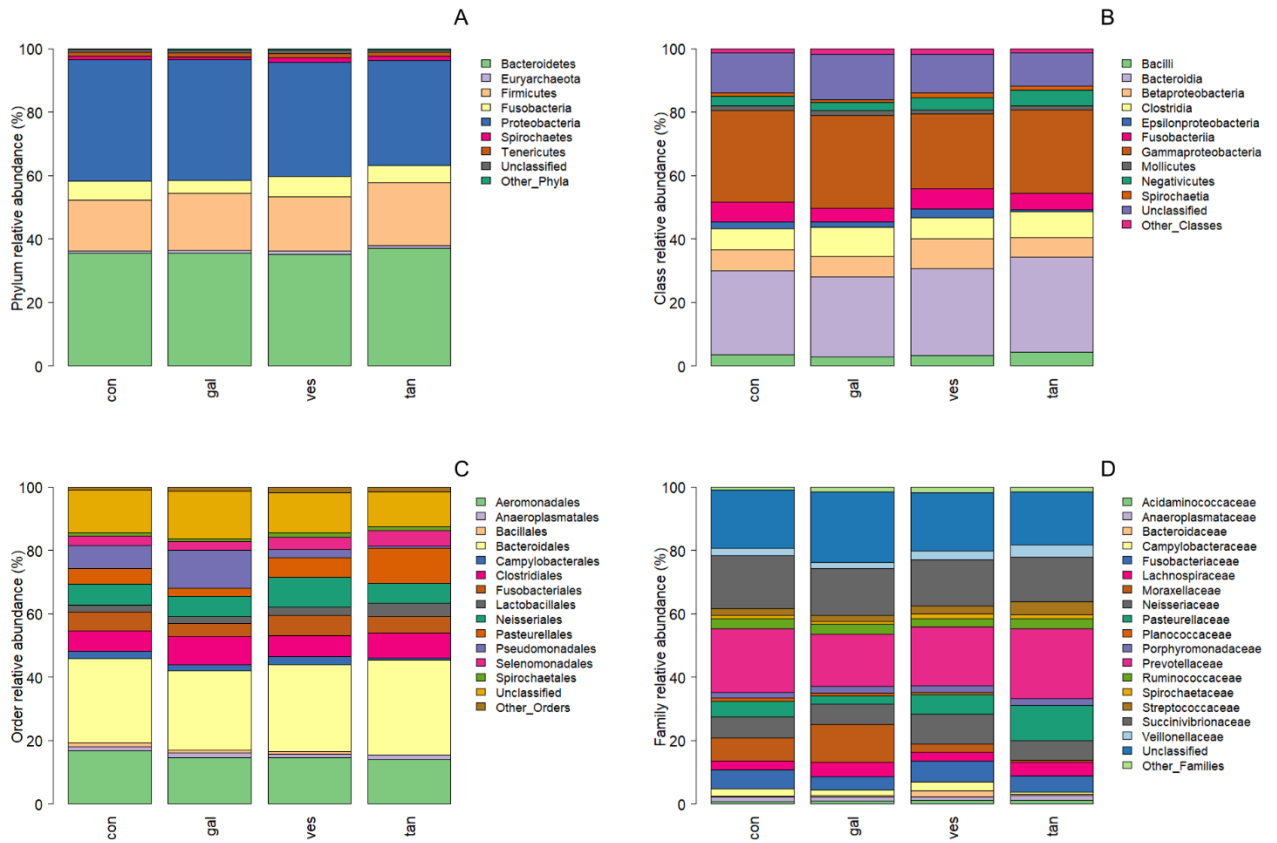 A
Phylum relative abundance (%)
100
80
60
40
20
0
con
gal
ves
tan
Bacteroidetes
Euryarchaeota
Firmicutes
Fusobacteria
Proteobacteria
Spirochaetes
Tenericutes
Unclassified
Other_Phyla
B
Class relative abundance (%)
100
80
60
40
20
0
con
gal
ves
tan
Bacilli
Bacteroidia
Betaproteobacteria
Clostridia
Epsilonproteobacteria
Fusobacteriia
Gammaproteobacteria
Mollicutes
Negativicutes
Spirochaetia
Unclassified
Other_Classes
C
Order relative abundance (%)
100
80
60
40
20
0
con
gal
ves
tan
Aeromonadales
Anaeroplasmatales
Bacillales
Bacteroidales
Campylobacterales
Clostridiales
Fusobacteriales
Lactobacillales
Neisseriales
Pasteurellales
Pseudomonadales
Selenomonadales
Spirochaetales
Unclassified
Other_Orders
D
Family relative abundance (%)
100
80
60
40
20
0
con
gal
ves
tan
Acidaminococcaceae
Anaeroplasmataceae
Bacteroidaceae
Campylobacteraceae
Fusobacteriaceae
Lachnospiraceae
Moraxellaceae
Neisseriaceae
Pasteurellaceae
Planococcaceae
Porphyromonadaceae
Prevotellaceae
Ruminococcaceae
Spirochaetaceae
Streptococcaceae
Succinivibrionaceae
Veillonellaceae
Unclassified
Other_Families